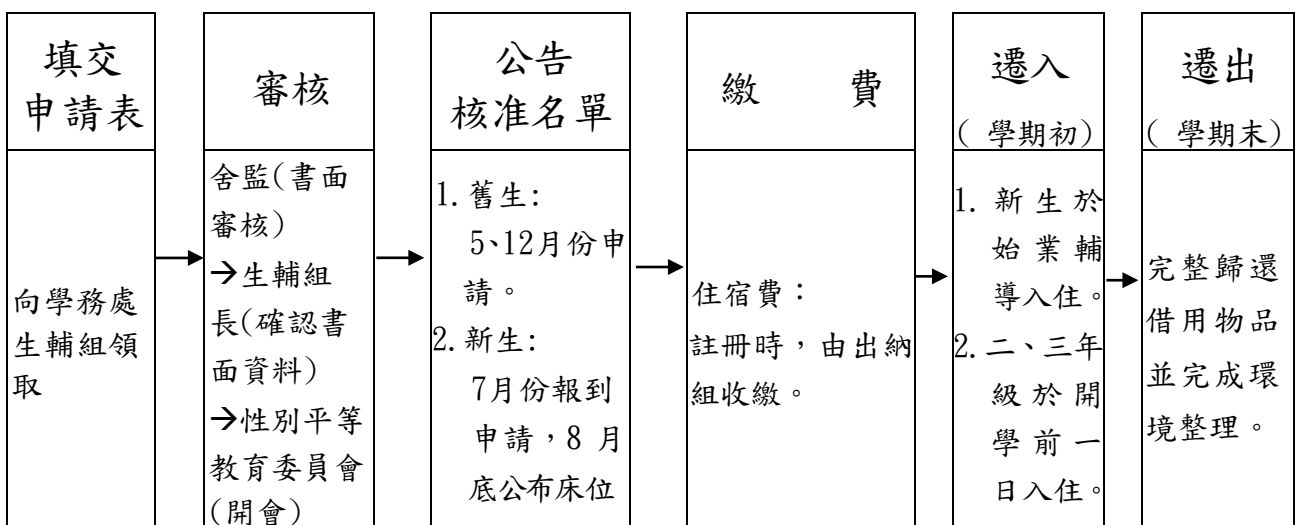 填交
申請表
向學務處
生輔組領
取
審核
舍監(書面
審核)
→生輔組
長(確認書
面資料)
→性別平等
教育委員會
(開會)
公告
核准名單
1. 舊生:
5、12月份申
請。
2. 新生:
7月份報到
申請，8 月
底公布床位
繳 費
住宿費：
註冊時，由出納
組收繳。
遷入
( 學期初)
1. 新生於
始業輔
導入住。
2. 二、三年
級於開
學前一
日入住。
遷出
( 學期末)
完整歸還
借用物品
並完成環
境整理。